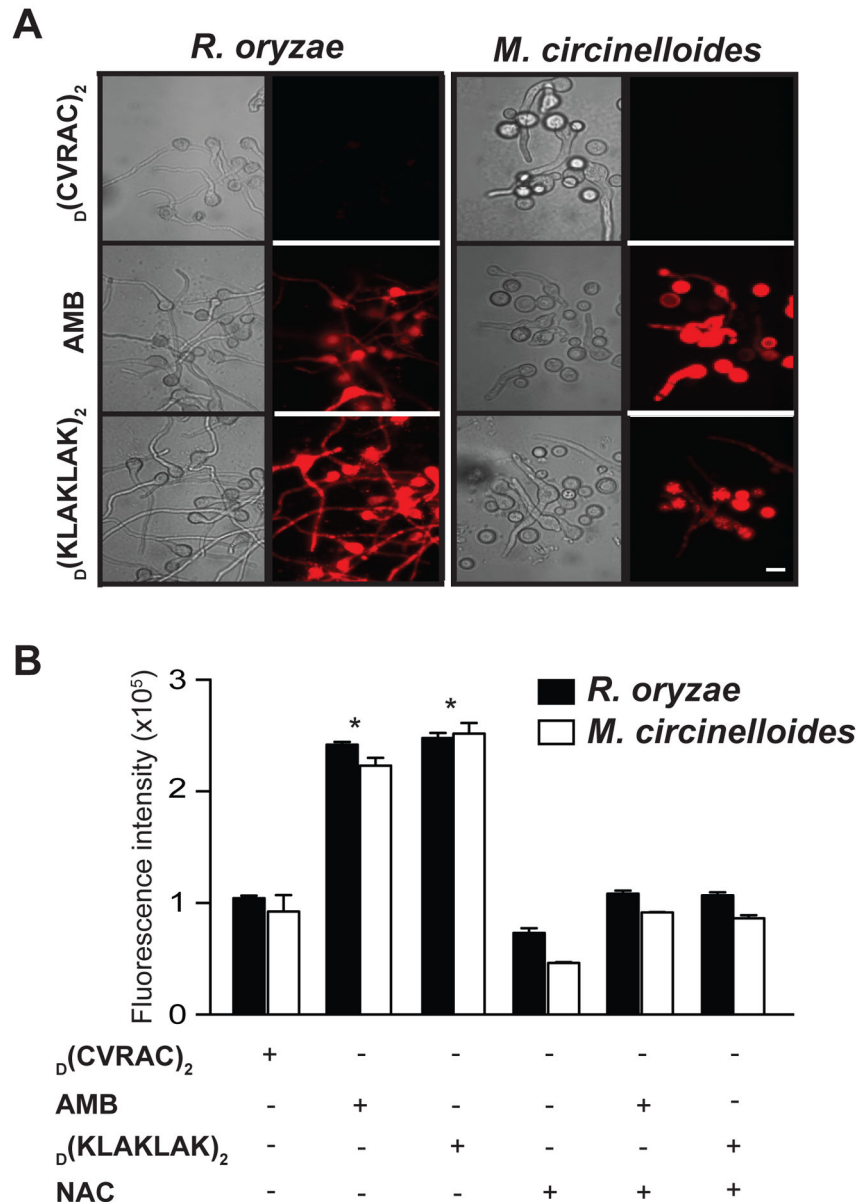 A
R. oryzae M. circinelloides
D(CVRAC)2
AMB
D(KLAKLAK)2
B
Fluorescence intensity (x10⁵)
3
2
1
0
* *
R. oryzae
M. circinelloides
D(CVRAC)2 + - - - - -
AMB - + - - + -
D(KLAKLAK)2 - - + - - +
NAC - - - + + +